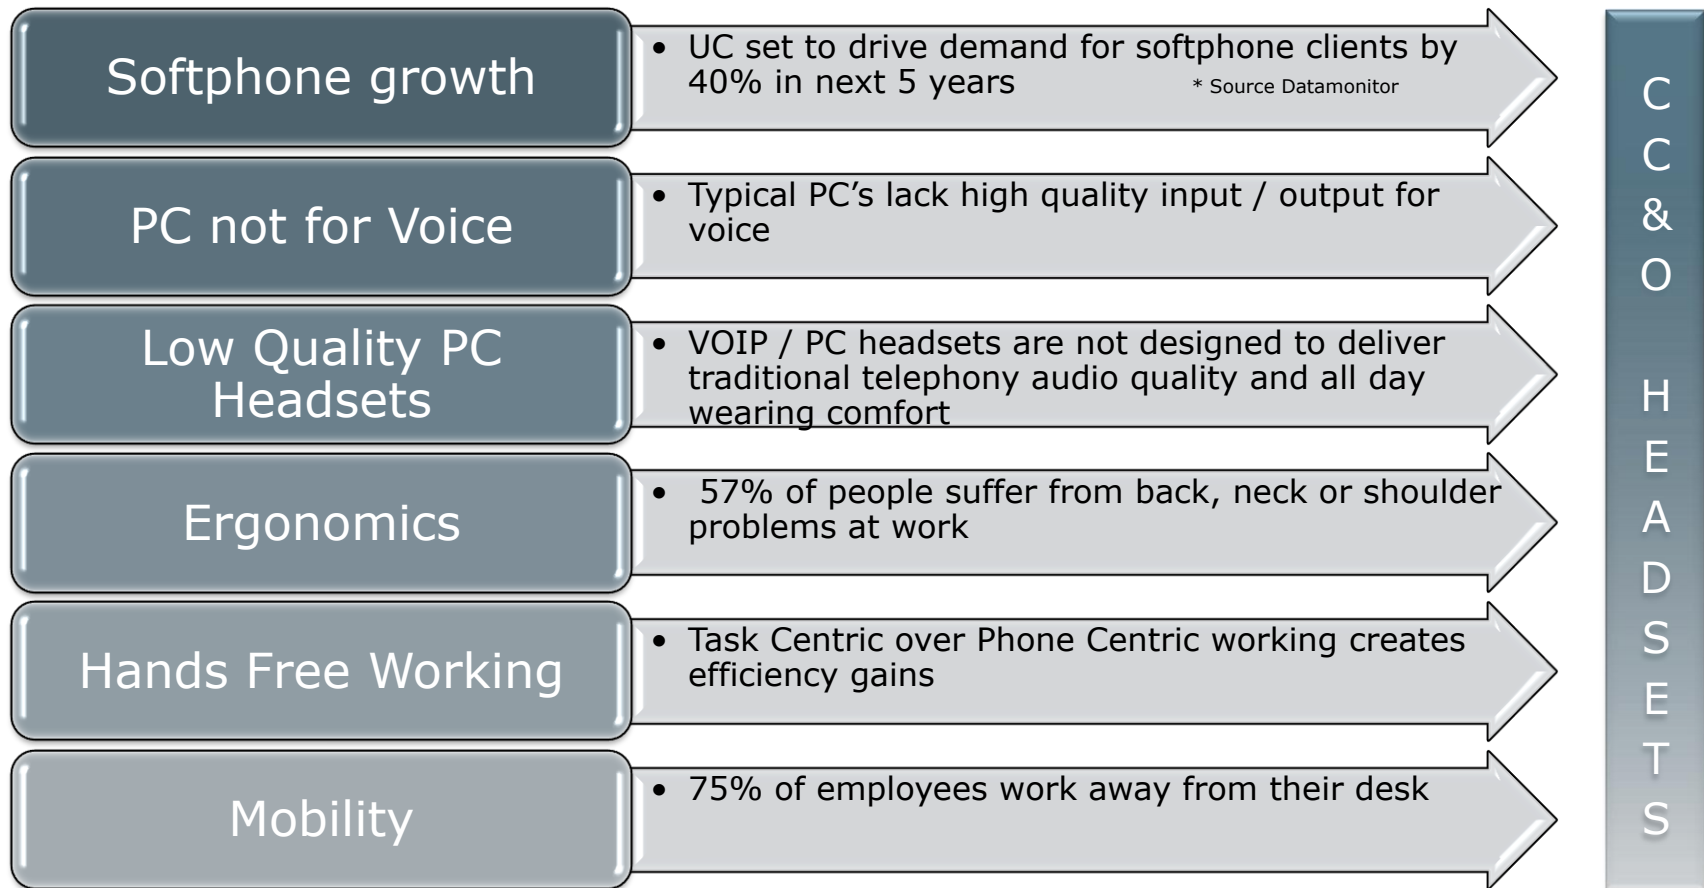 Softphone growth
• UC set to drive demand for softphone clients by
40% in next 5 years * Source Datamonitor
PC not for Voice
• Typical PC’s lack high quality input / output for
voice
Low Quality PC
Headsets
• VOIP / PC headsets are not designed to deliver
traditional telephony audio quality and all day
wearing comfort
Ergonomics
• 57% of people suffer from back, neck or shoulder
problems at work
Hands Free Working
• Task Centric over Phone Centric working creates
efficiency gains
Mobility
• 75% of employees work away from their desk
C
C
&
O
H
E
A
D
S
E
T
S